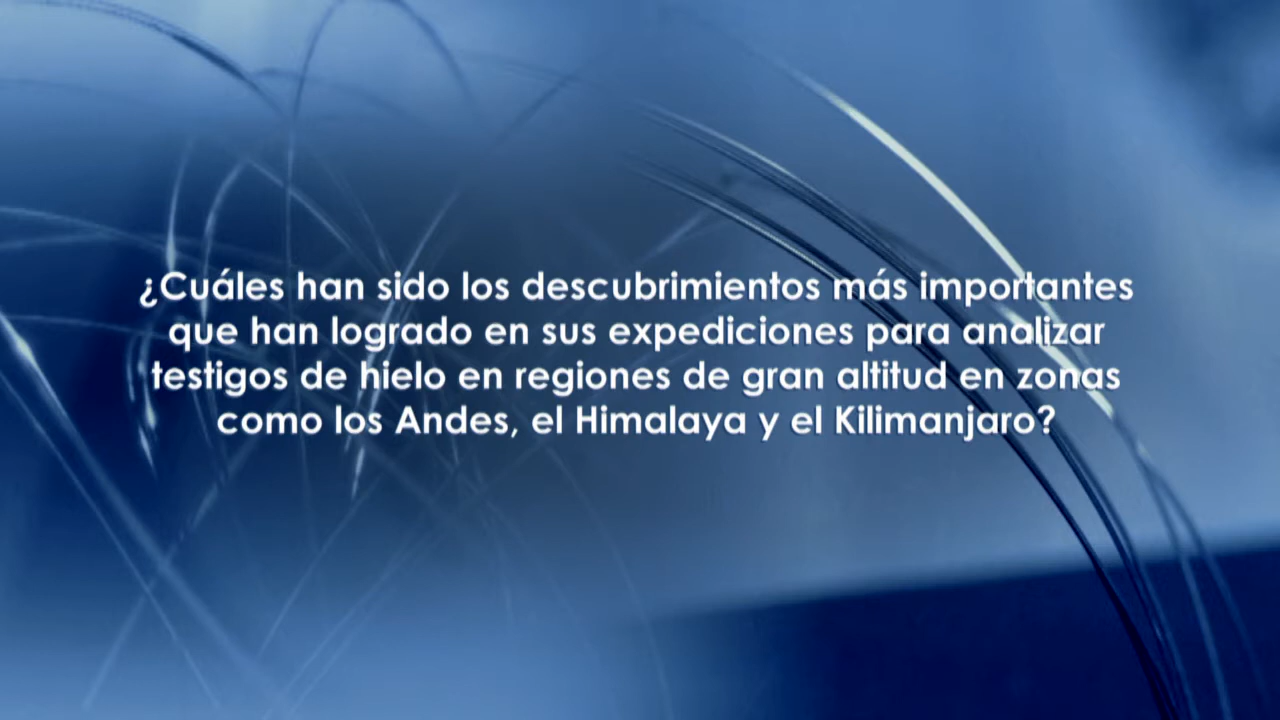 ¿Cuáles han sido los descubrimientos más importantes
que han logrado en sus expediciones para analizar
testigos de hielo en regiones de gran altitud en zonas
como los Andes, el Himalaya y el Kilimanjaro?